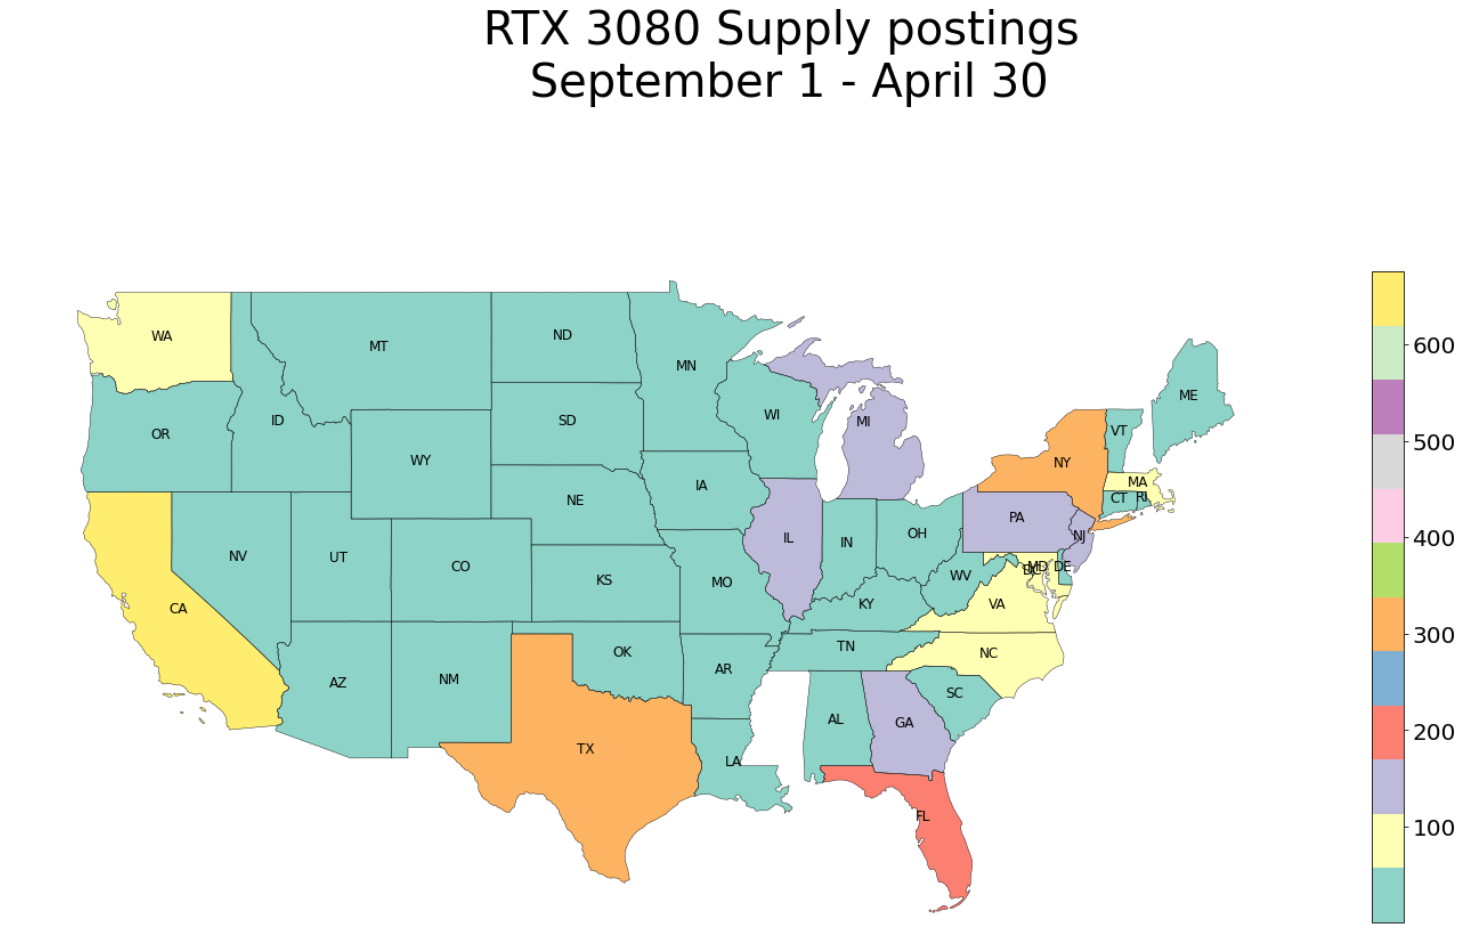 RTX 3080 Supply postings
September 1 - April 30
WA
MT
ND
MN
ME
OR
ID
SD
WI
MI
VT
WY
NY
IA
MA
CT
RI
NE
PA
NJ
NV
UT
CO
IL
IN
OH
KS
MO
WV
DC
MD
DE
CA
KY
VA
AZ
NM
OK
AR
TN
NC
SC
TX
AL
GA
LA
FL
600
500
400
300
200
100